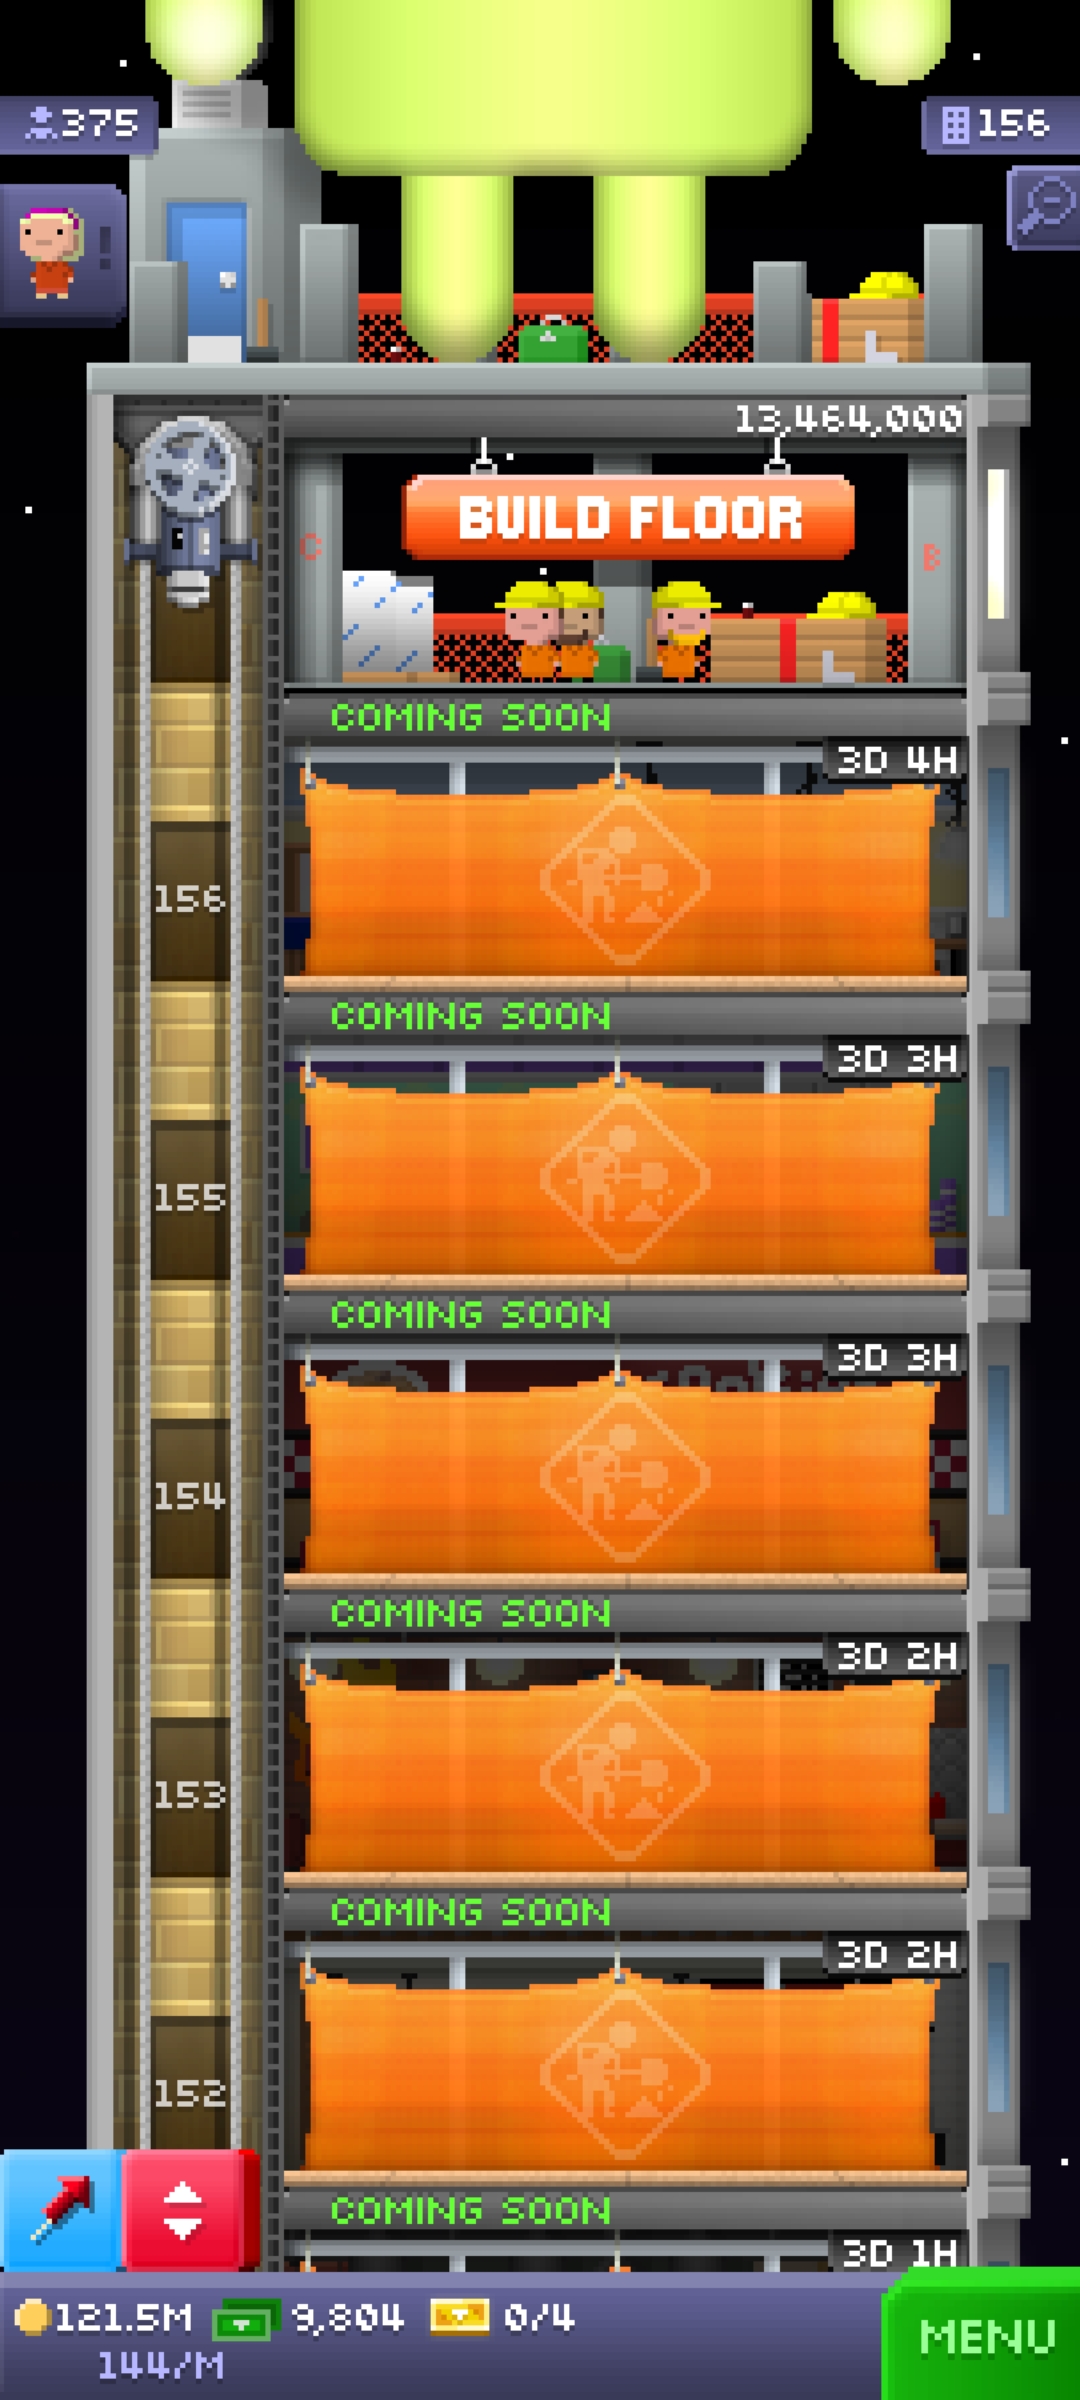 375
156
13,464,000
BUILD FLOOR
C
B
COMING SOON
3D 4H
156
COMING SOON
3D 3H
155
COMING SOON
3D 3H
154
COMING SOON
3D 2H
153
COMING SOON
3D 2H
152
COMING SOON
3D 1H
121.5M 9,804 0/4
144/M
MENU